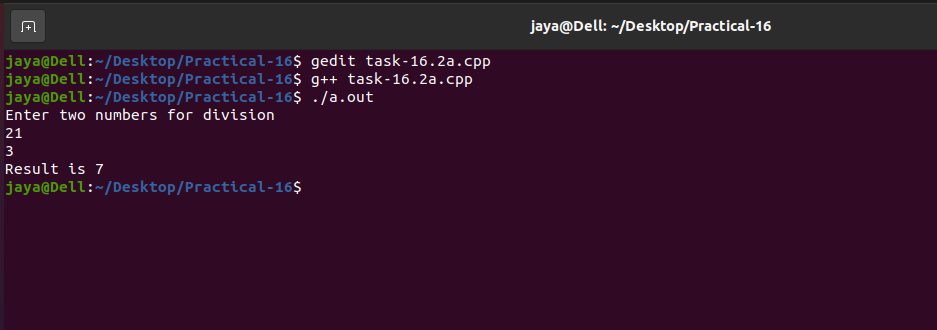 jaya@Dell: ~/Desktop/Practical-16
jaya@Dell:~/Desktop/Practical-16$ gedit task-16.2a.cpp
jaya@Dell:~/Desktop/Practical-16$ g++ task-16.2a.cpp
jaya@Dell:~/Desktop/Practical-16$ ./a.out
Enter two numbers for division
21
3
Result is 7
jaya@Dell:~/Desktop/Practical-16$